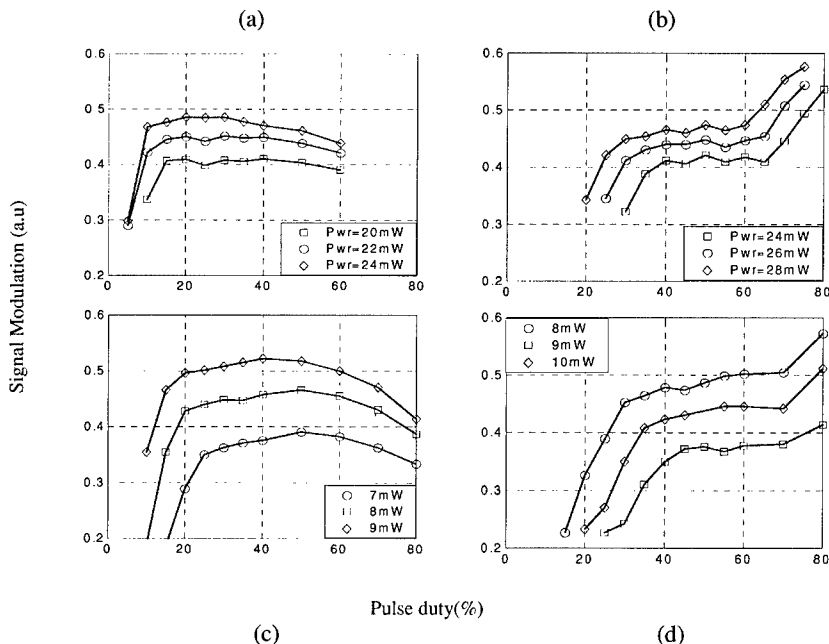 (a)
(b)
0.6
0.5
0.4
0.3
0.2
0 20 40 60 80
Pwr=20mW
Pwr=22mW
Pwr=24mW
0.6
0.5
0.4
0.3
0.2
0 20 40 60 80
Pwr=24mW
Pwr=26mW
Pwr=28mW
Signal Modulation (a.u)
0.6
0.5
0.4
0.3
0.2
0 20 40 60 80
7mW
8mW
9mW
0.6
0.5
0.4
0.3
0.2
0 20 40 60 80
8mW
9mW
10mW
Pulse duty(%)
(c)
(d)